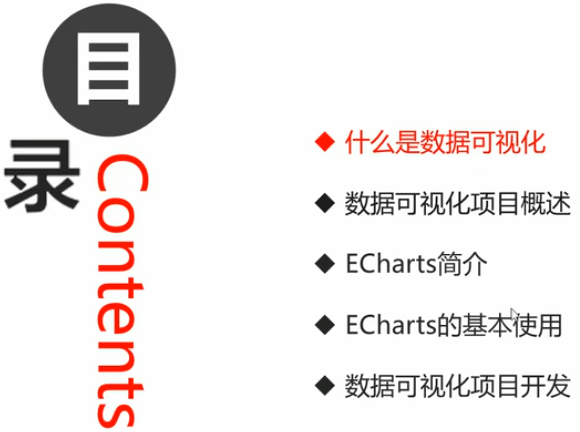 目录
Contents
什么是数据可视化
数据可视化项目概述
ECharts简介
ECharts的基本使用
数据可视化项目开发